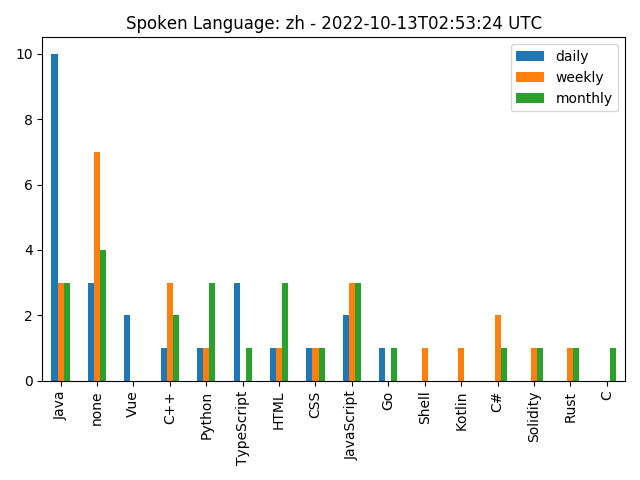 Spoken Language: zh - 2022-10-13T02:53:24 UTC
daily
weekly
monthly
10
8
6
4
2
0
Java
none
Vue
C++
Python
TypeScript
HTML
CSS
JavaScript
Go
Shell
Kotlin
C#
Solidity
Rust
C